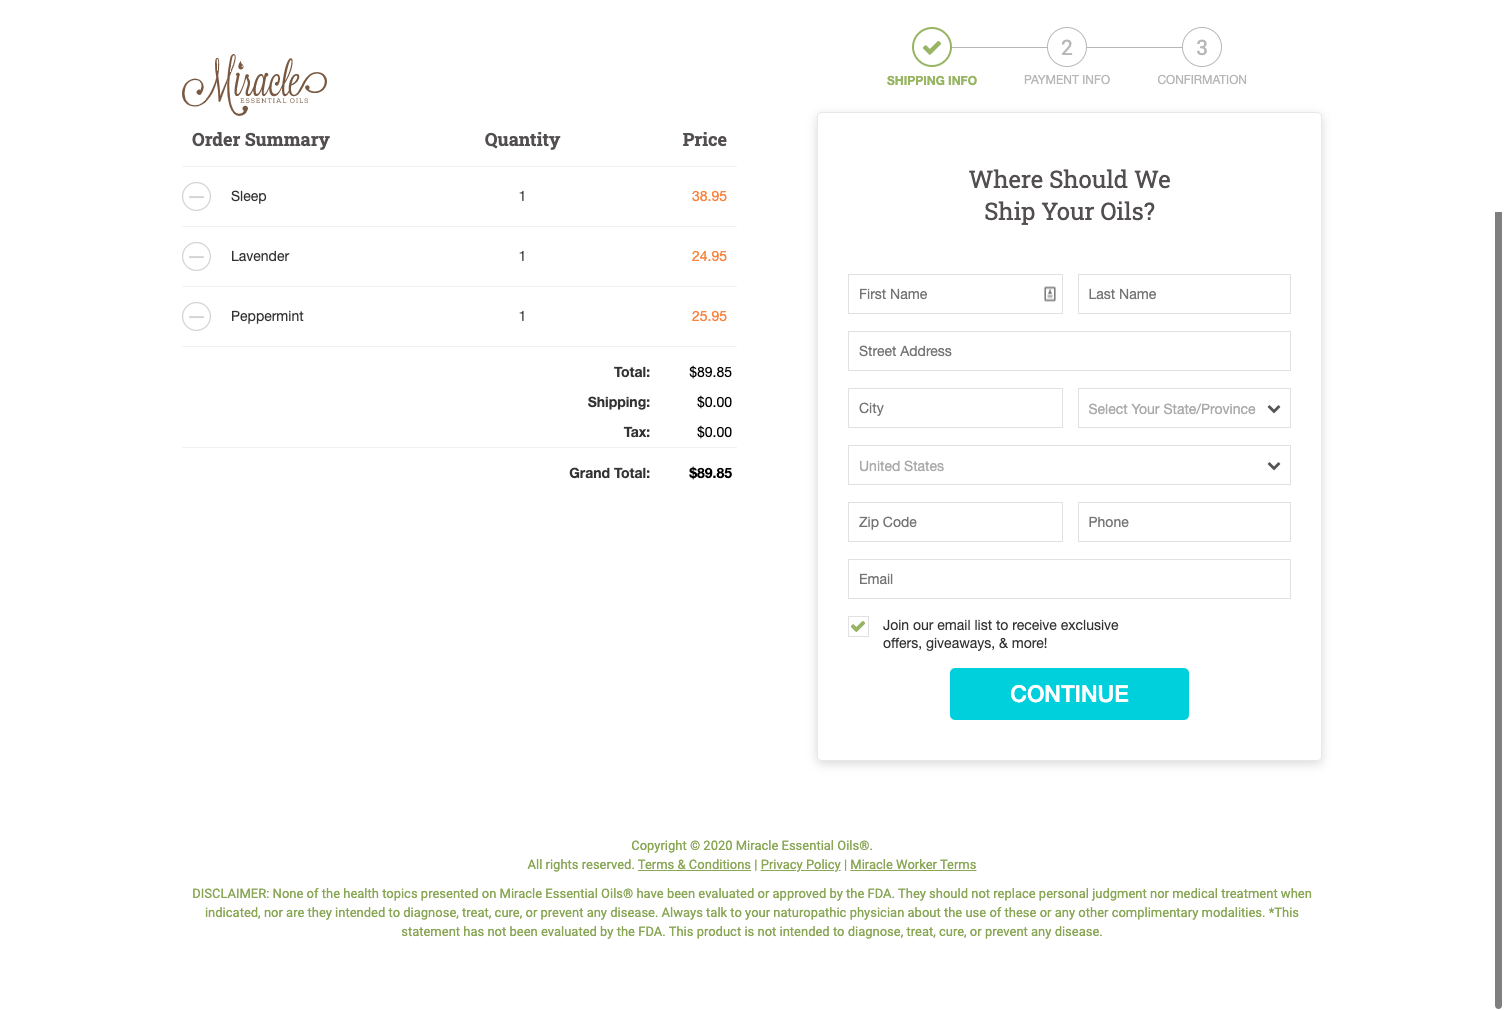 Miracle
ESSENTIAL OILS
Order Summary Quantity Price
Sleep 1 38.95
Lavender 1 24.95
Peppermint 1 25.95
Total: $89.85
Shipping: $0.00
Tax: $0.00
Grand Total: $89.85
2 3
SHIPPING INFO PAYMENT INFO CONFIRMATION
Where Should We
Ship Your Oils?
First Name Last Name
Street Address
City Select Your State/Province
United States
Zip Code Phone
Email
Join our email list to receive exclusive
offers, giveaways, & more!
CONTINUE
Copyright © 2020 Miracle Essential Oils®.
All rights reserved. Terms & Conditions | Privacy Policy | Miracle Worker Terms
DISCLAIMER: None of the health topics presented on Miracle Essential Oils® have been evaluated or approved by the FDA. They should not replace personal judgment nor medical treatment when
indicated, nor are they intended to diagnose, treat, cure, or prevent any disease. Always talk to your naturopathic physician about the use of these or any other complimentary modalities. *This
statement has not been evaluated by the FDA. This product is not intended to diagnose, treat, cure, or prevent any disease.